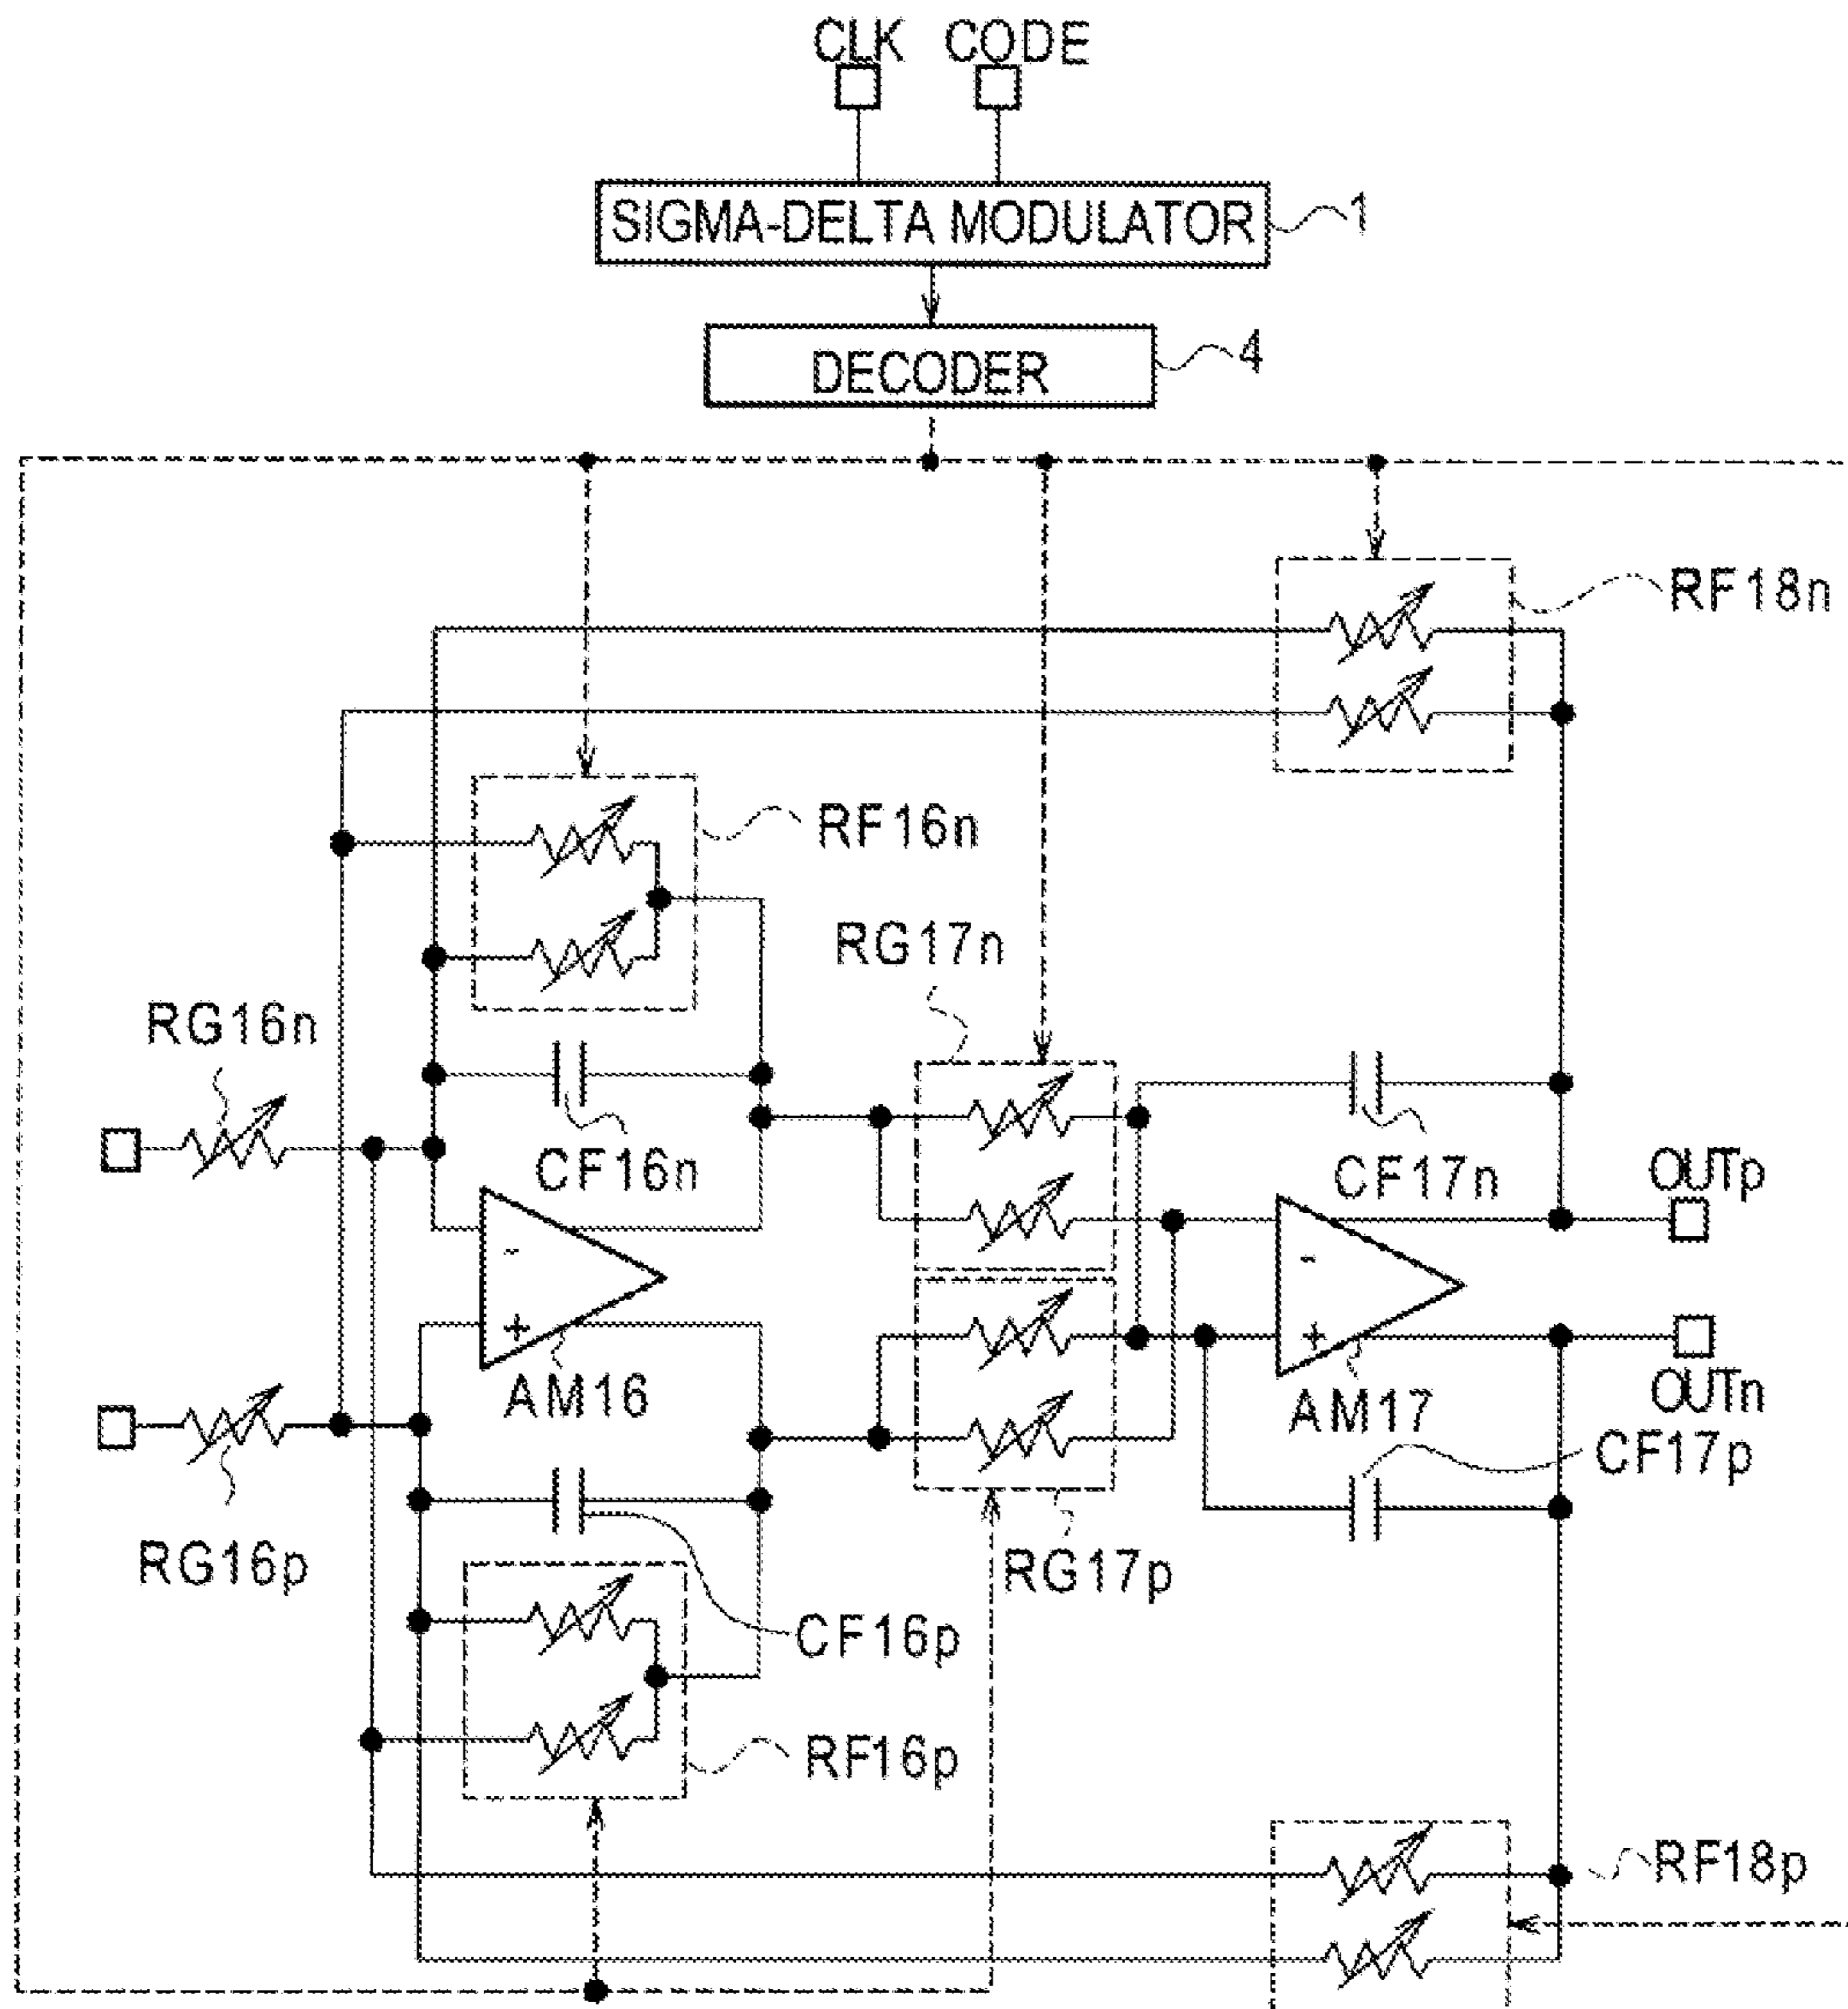 CLK CODE
SIGMA-DELTA MODULATOR 1
DECODER 4
RF18n
RF16n
RG17n
RG16n
CF16n
CF17n
OUTp
-
-
+
+
AM16
AM17
OUTn
CF17p
RG16p
RG17p
CF16p
RF16p
RF18p